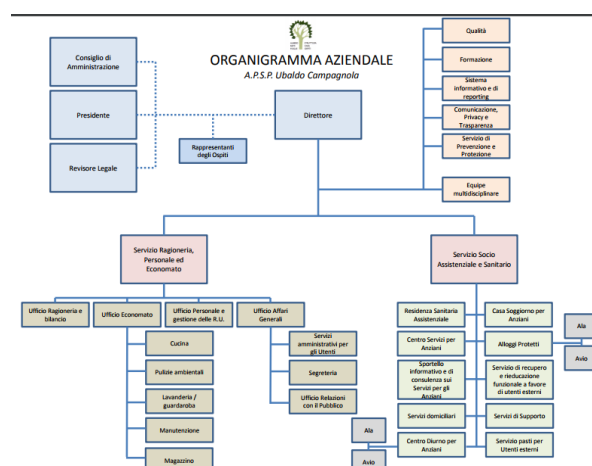 ORGANIGRAMMA AZIENDALE
A.P.S.P. Ubaldo Campagnola
Consiglio di
Amministrazione
Presidente
Revisore Legale
Rappresentanti
degli Ospiti
Direttore
Qualità
Formazione
Sistema
informativo e di
reporting
Comunicazione,
Privacy e
Trasparenza
Servizio di
Prevenzione e
Protezione
Equipe
multidisciplinare
Servizio Ragioneria,
Personale ed
Economato
Servizio Socio
Assistenziale e Sanitario
Ufficio Ragioneria e
bilancio
Ufficio Economato
Ufficio Personale e
gestione delle R.U.
Ufficio Affari
Generali
Cucina
Pulizie ambientali
Lavanderia /
guardaroba
Manutenzione
Magazzino
Servizi
amministrativi per
gli Utenti
Segreteria
Ufficio Relazioni
con il Pubblico
Residenza Sanitaria
Assistenziale
Centro Servizi per
Anziani
Sportello
informativo e di
consulenza sui
Servizi per gli
Anziani
Servizi domiciliari
Centro Diurno per
Anziani
Ala
Avio
Casa Soggiorno per
Anziani
Alloggi Protetti
Servizio di recupero
e rieducazione
funzionale a favore
di utenti esterni
Servizi di Supporto
Servizio pasti per
Utenti esterni
Ala
Avio